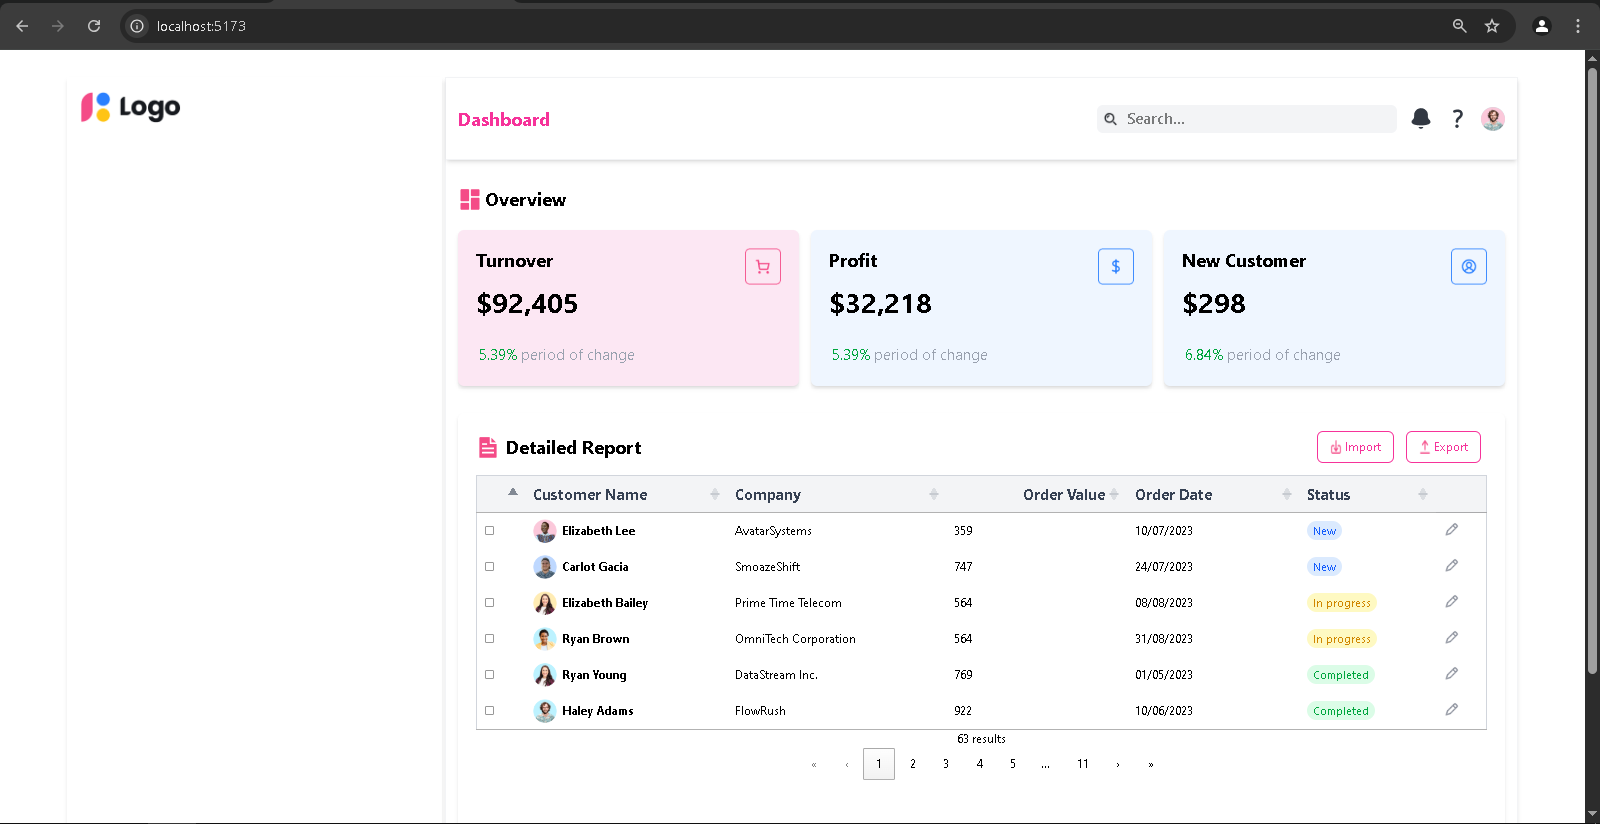 localhost:5173
Logo
Dashboard
Search...
?
Overview
Turnover
$92,405
5.39% period of change
Profit
$
$32,218
5.39% period of change
New Customer
$298
6.84% period of change
Detailed Report
Import
Export
Customer Name Company Order Value Order Date Status
Elizabeth Lee AvatarSystems 359 10/07/2023 New
Carlot Gacia SmoazeShift 747 24/07/2023 New
Elizabeth Bailey Prime Time Telecom 564 08/08/2023 In progress
Ryan Brown OmniTech Corporation 564 31/08/2023 In progress
Ryan Young DataStream Inc. 769 01/05/2023 Completed
Haley Adams FlowRush 922 10/06/2023 Completed
63 results
« ‹ 1 2 3 4 5 ... 11 › »